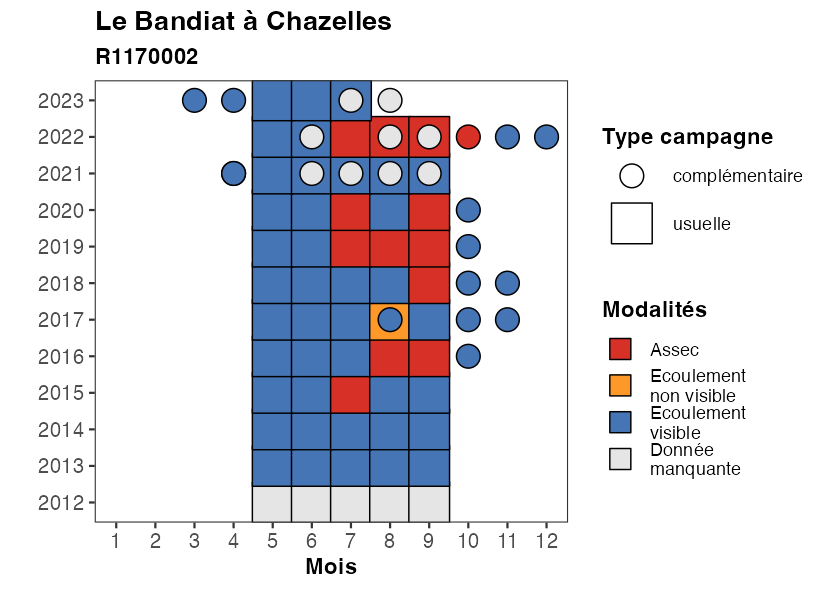 Le Bandiat à Chazelles
R1170002
2023
2022
2021
2020
2019
2018
2017
2016
2015
2014
2013
2012
1 2 3 4 5 6 7 8 9 10 11 12
Mois
Type campagne
complémentaire
usuelle
Modalités
Assec
Ecoulement
non visible
Ecoulement
visible
Donnée
manquante